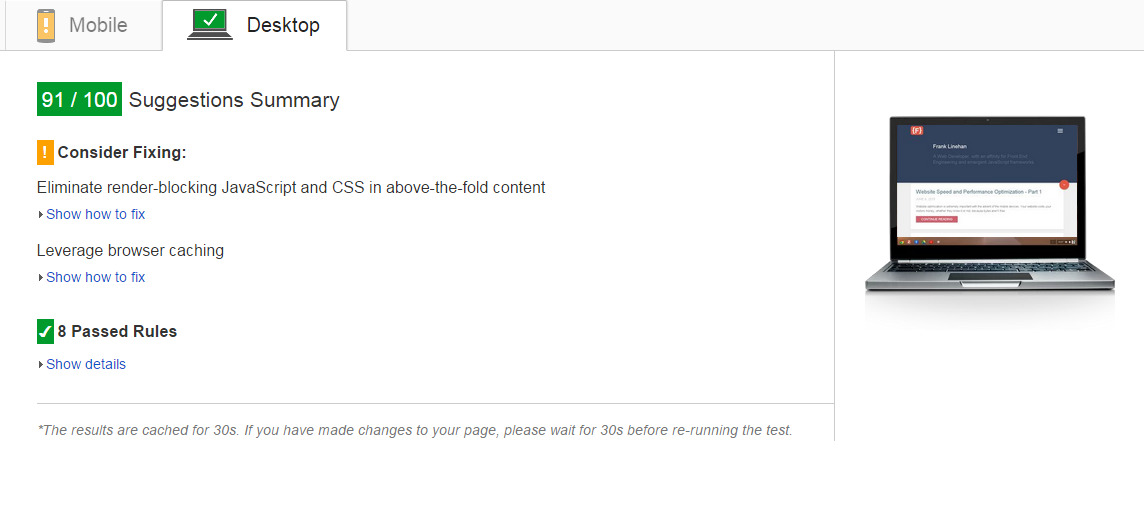 Mobile
Desktop
91 / 100 Suggestions Summary
! Consider Fixing:
Eliminate render-blocking JavaScript and CSS in above-the-fold content
Show how to fix
Leverage browser caching
Show how to fix
8 Passed Rules
Show details
*The results are cached for 30s. If you have made changes to your page, please wait for 30s before re-running the test.
{F}
Frank Linehan
Website Speed and Performance Optimization - Part 1
CONTINUE READING